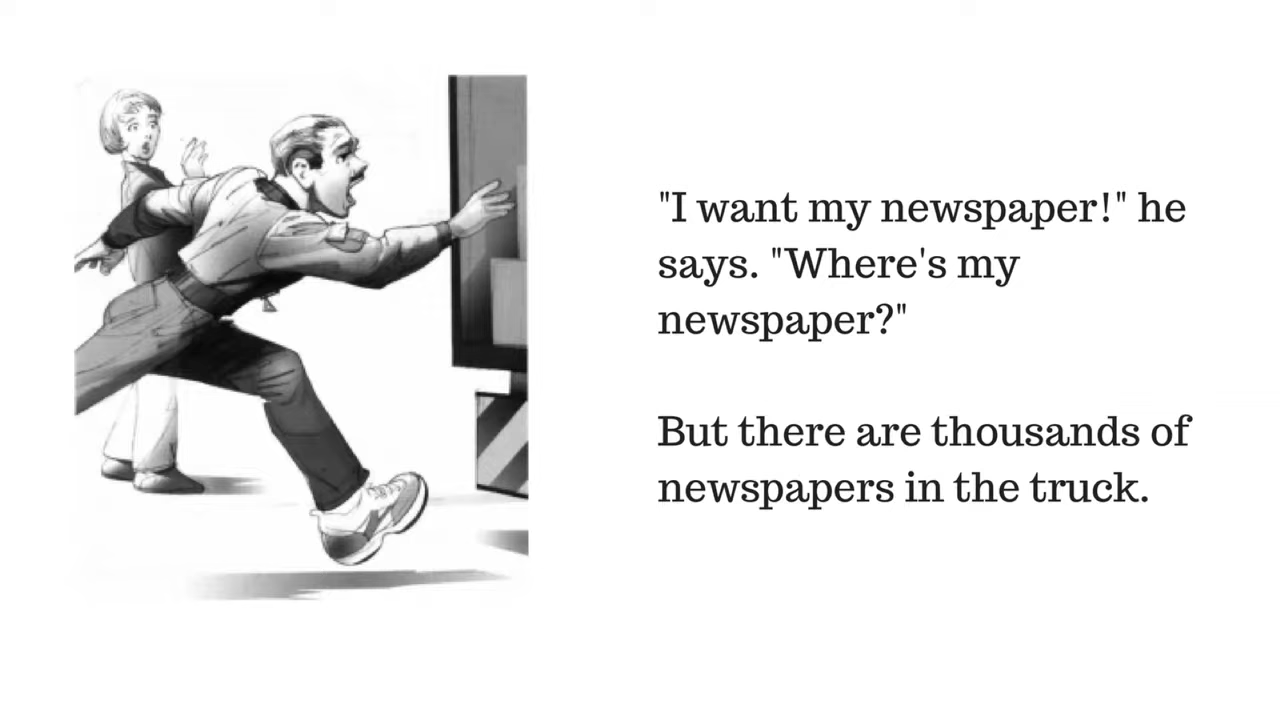 "I want my newspaper!" he
says. "Where's my
newspaper?"
But there are thousands of
newspapers in the truck.